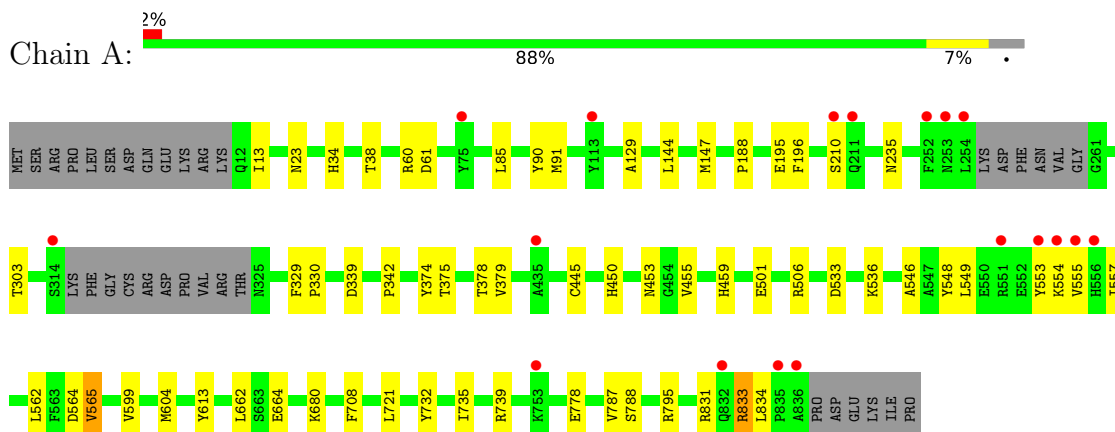 2%
Chain A:
88% 7% •
MET SER ARG PRO LEU SER ASP GLN GLU LYS ARG LYS Q12 I13 N23 H34 T38 R60 D61 Y75 L85 Y90 M91 Y113 A129 L144 M147 P188 E195 F196 S210 Q211 N235 F252 N253 L254 LYS ASP PHE ASN VAL GLY G261
T303 S314 LYS PHE GLY CYS ARG ASP PRO VAL ARG THR N325 F329 P330 D339 P342 Y374 T375 T378 V379 A435 C445 H450 N453 G454 V455 H459 E501 R506 D533 K536 A546 A547 Y548 L549 E550 R551 E552 Y553 K554 V555 H556 I557
L562 F563 D564 V565 V599 M604 Y613 L662 S663 E664 K680 F708 L721 Y732 I735 R739 K753 E778 V787 S788 R795 R831 Q832 R833 L834 P835 A836 PRO ASP GLU LYS ILE PRO